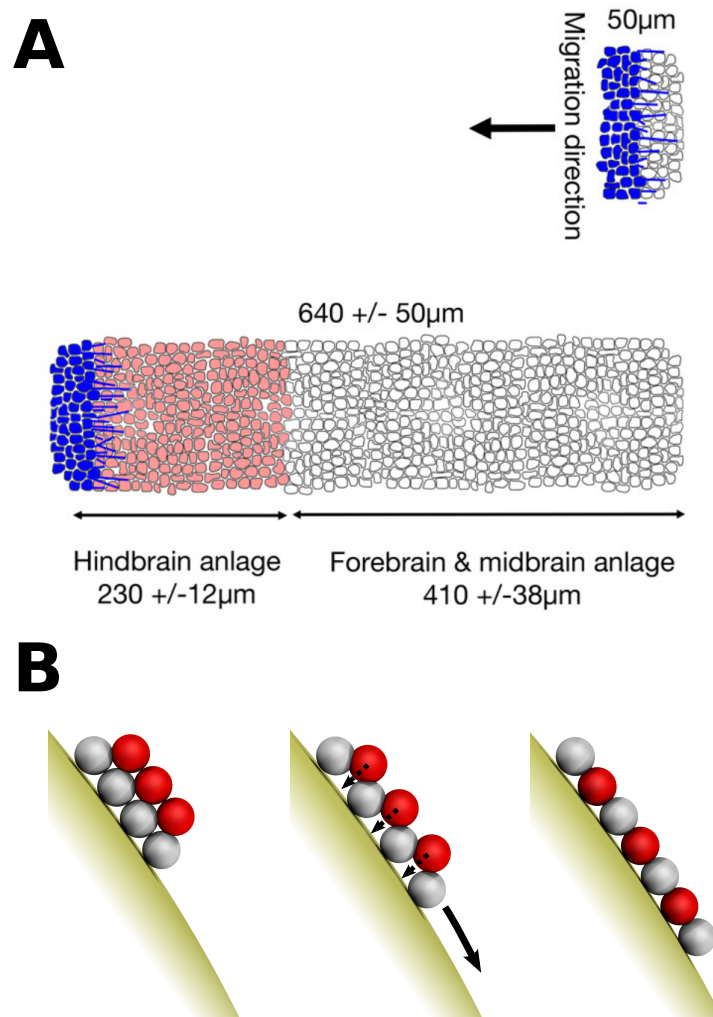 A
50µm
Migration direction
640 +/- 50µm
Hindbrain anlage
230 +/-12µm
Forebrain & midbrain anlage
410 +/-38µm
B